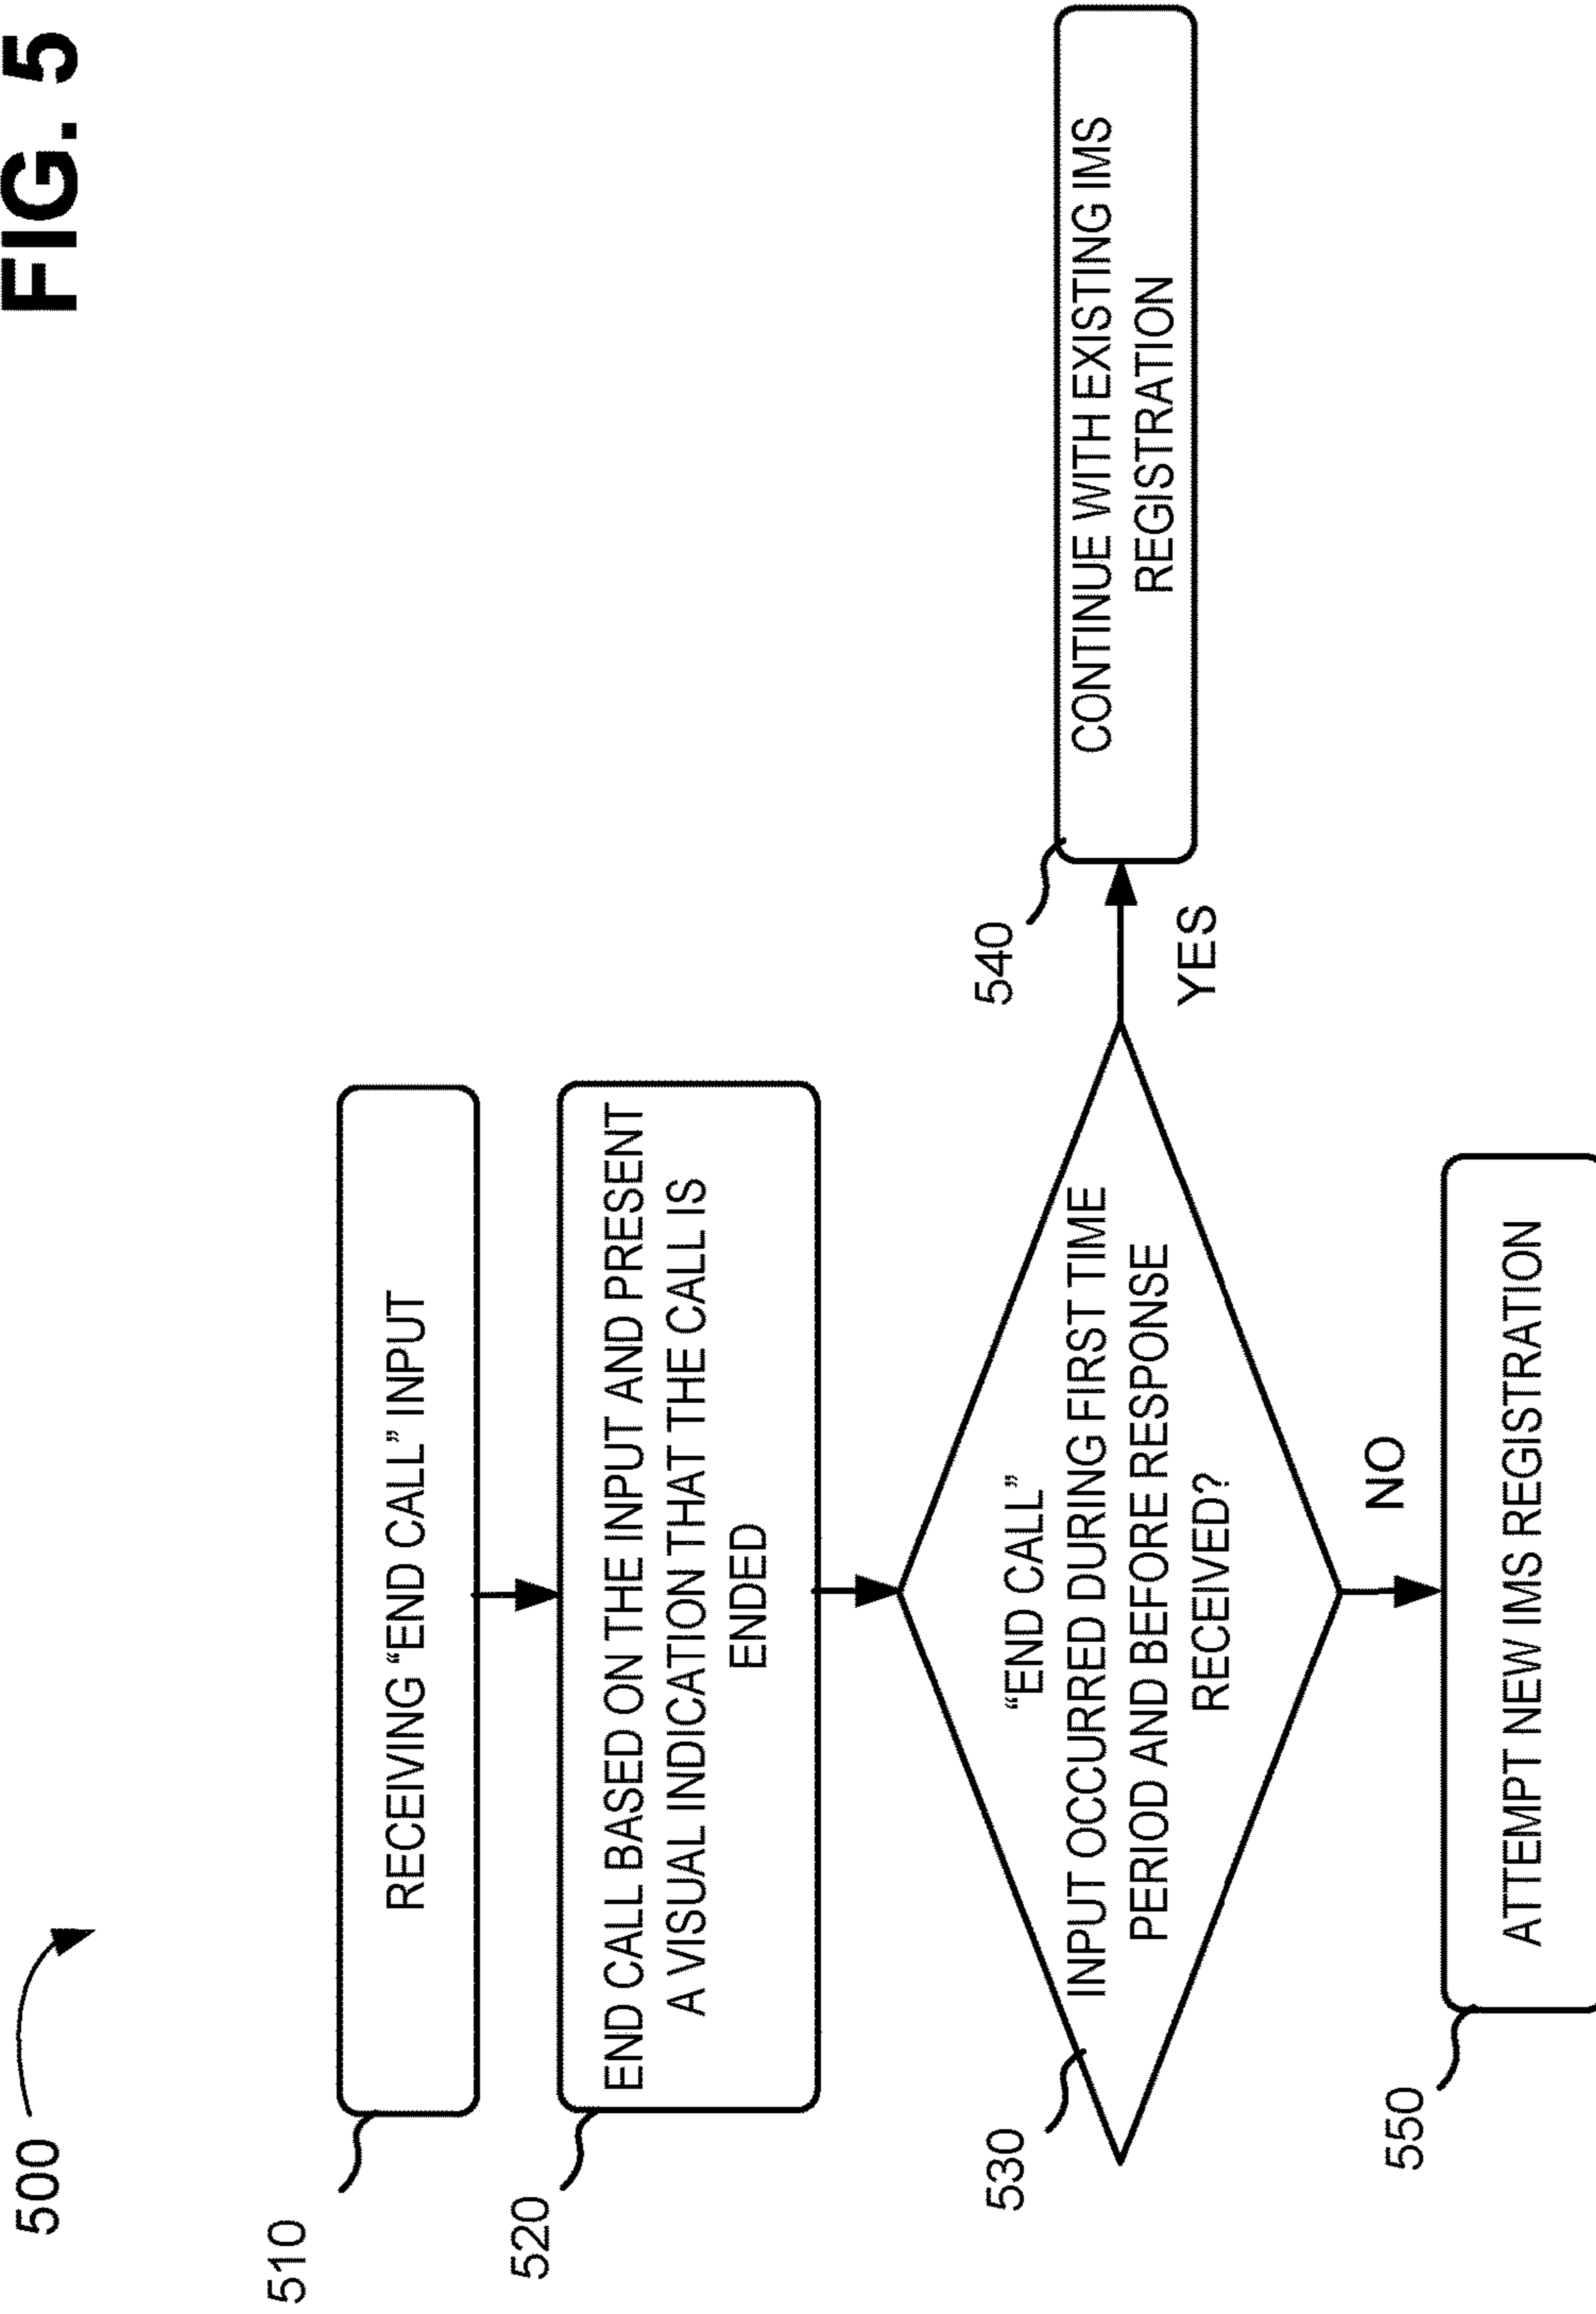 FIG. 5
500
510
RECEIVING “END CALL” INPUT
520
END CALL BASED ON THE INPUT AND PRESENT
A VISUAL INDICATION THAT THE CALL IS
ENDED
530
“END CALL”
INPUT OCCURRED DURING FIRST TIME
PERIOD AND BEFORE RESPONSE
RECEIVED?
YES
540
CONTINUE WITH EXISTING IMS
REGISTRATION
NO
550
ATTEMPT NEW IMS REGISTRATION